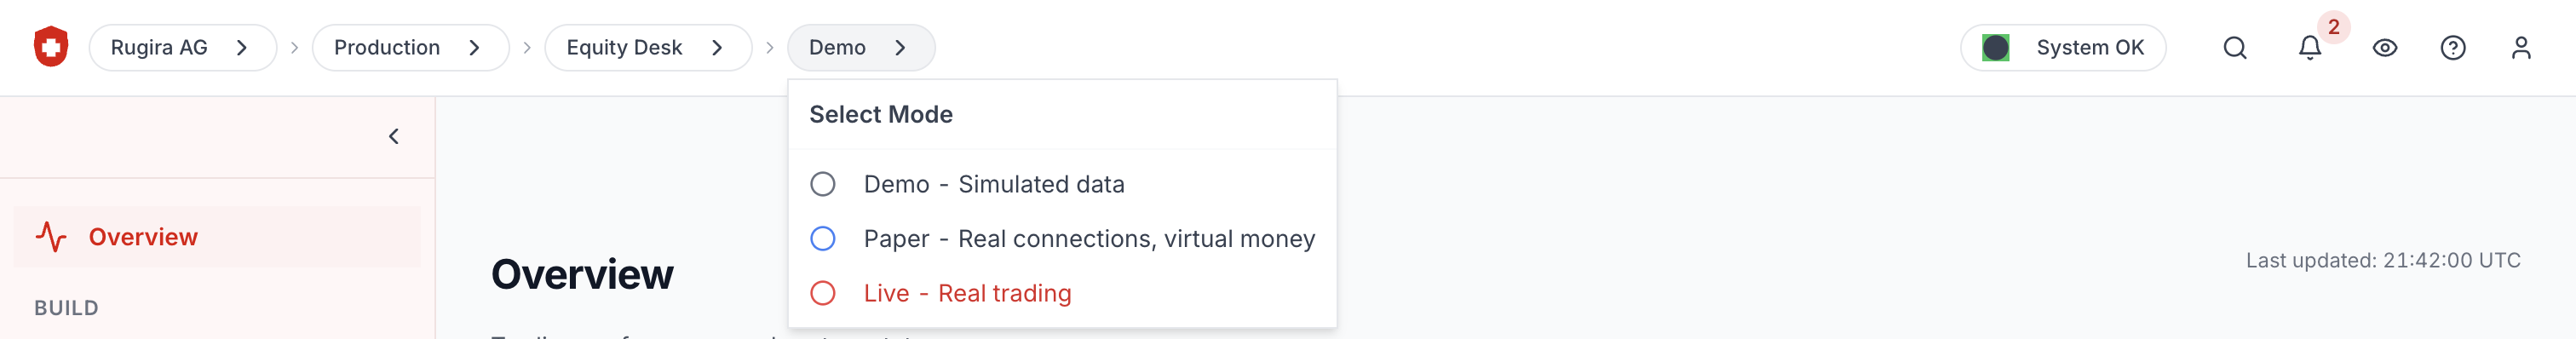 Rugira AG
Production
Equity Desk
Demo
System OK
2
Select Mode
Demo - Simulated data
Paper - Real connections, virtual money
Live - Real trading
Overview
Overview
Last updated: 21:42:00 UTC
BUILD